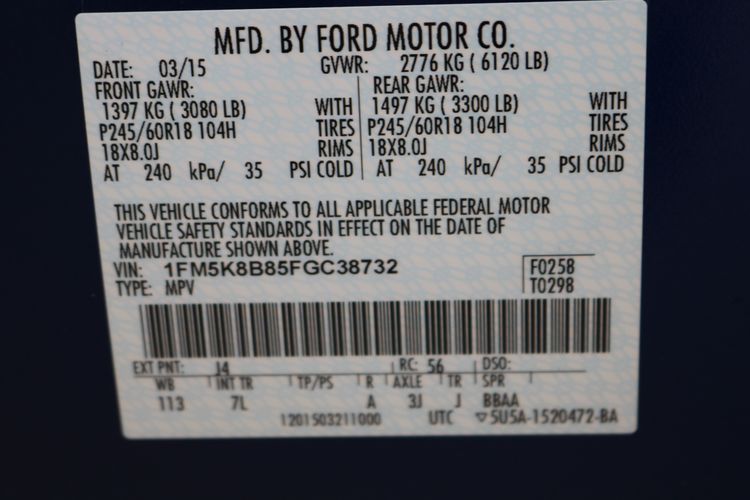 MFD. BY FORD MOTOR CO.
DATE: 03/15 GVWR: 2776 KG ( 6120 LB)
FRONT GAWR: REAR GAWR:
1397 KG ( 3080 LB) WITH 1497 KG ( 3300 LB) WITH
P245/60R18 104H TIRES P245/60R18 104H TIRES
18X8.0J RIMS 18X8.0J RIMS
AT 240 kPa/ 35 PSI COLD AT 240 kPa/ 35 PSI COLD
THIS VEHICLE CONFORMS TO ALL APPLICABLE FEDERAL MOTOR
VEHICLE SAFETY STANDARDS IN EFFECT ON THE DATE OF
MANUFACTURE SHOWN ABOVE.
VIN: 1FM5K8B85FGC38732 F0258
TYPE: MPV T0298
EXT PNT: J4 RC: 56 DSO:
WB INT TR TP/PS R AXLE TR SPR
113 7L A 3J J BBAA
1201503211000 UTC ▽5U5A-1520472-BA